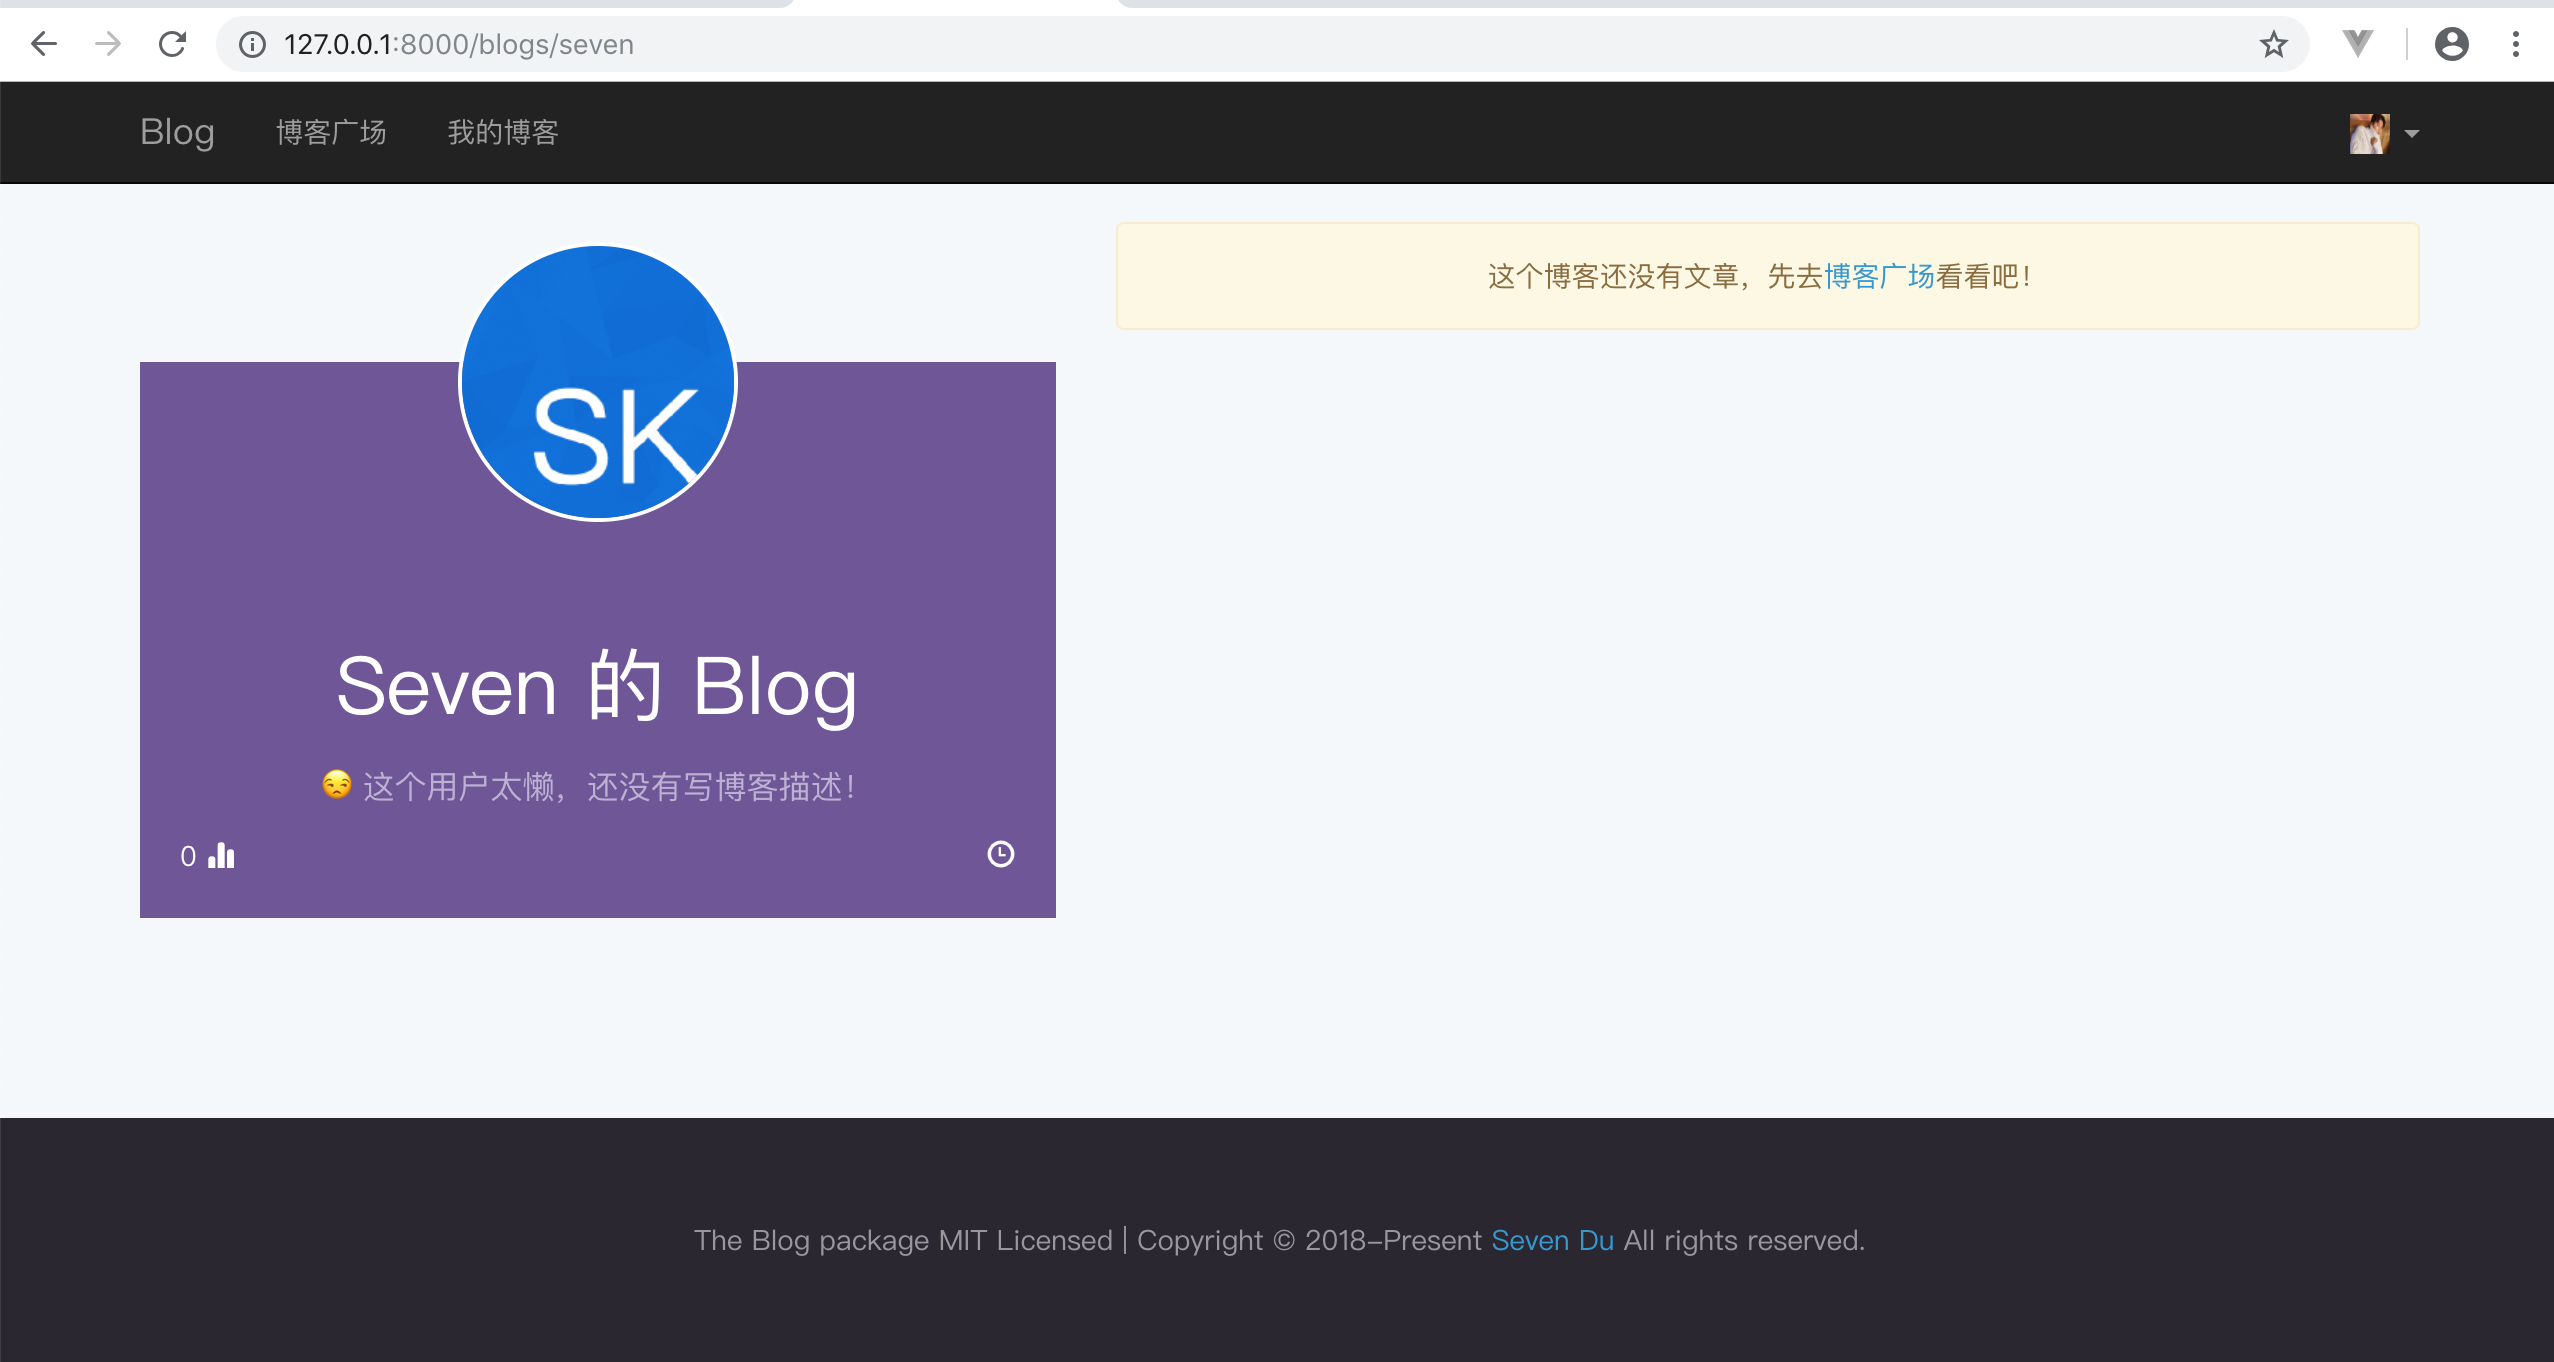 127.0.0.1:8000/blogs/seven
Blog 博客广场 我的博客
这个博客还没有文章，先去博客广场看看吧！
SK
Seven 的 Blog
😒 这个用户太懒，还没有写博客描述！
0
The Blog package MIT Licensed | Copyright © 2018-Present Seven Du All rights reserved.